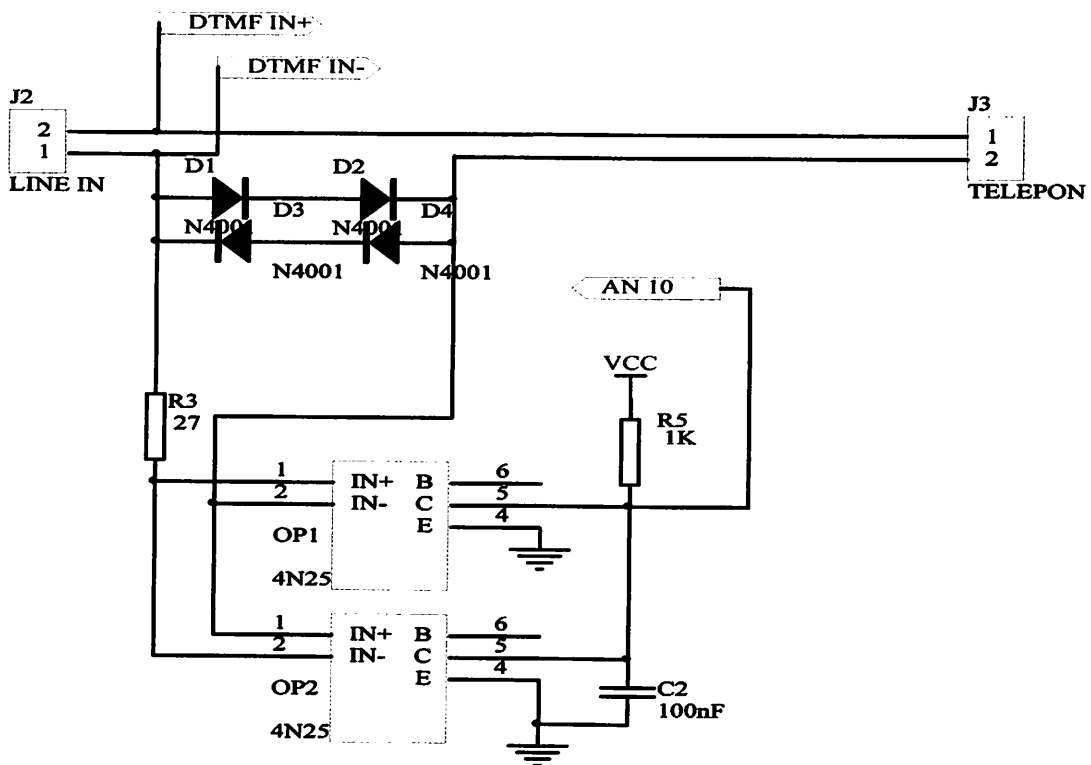 DTMF IN+
DTMF IN-
J2
2
1
LINE IN
J3
1
2
TELEPON
D1
D2
D3
D4
N4001
N4001
N4001
N4001
AN 10
VCC
R3
27
R5
1K
1
2
IN+
IN-
B
C
E
6
5
4
OP1
4N25
1
2
IN+
IN-
B
C
E
6
5
4
OP2
4N25
C2
100nF